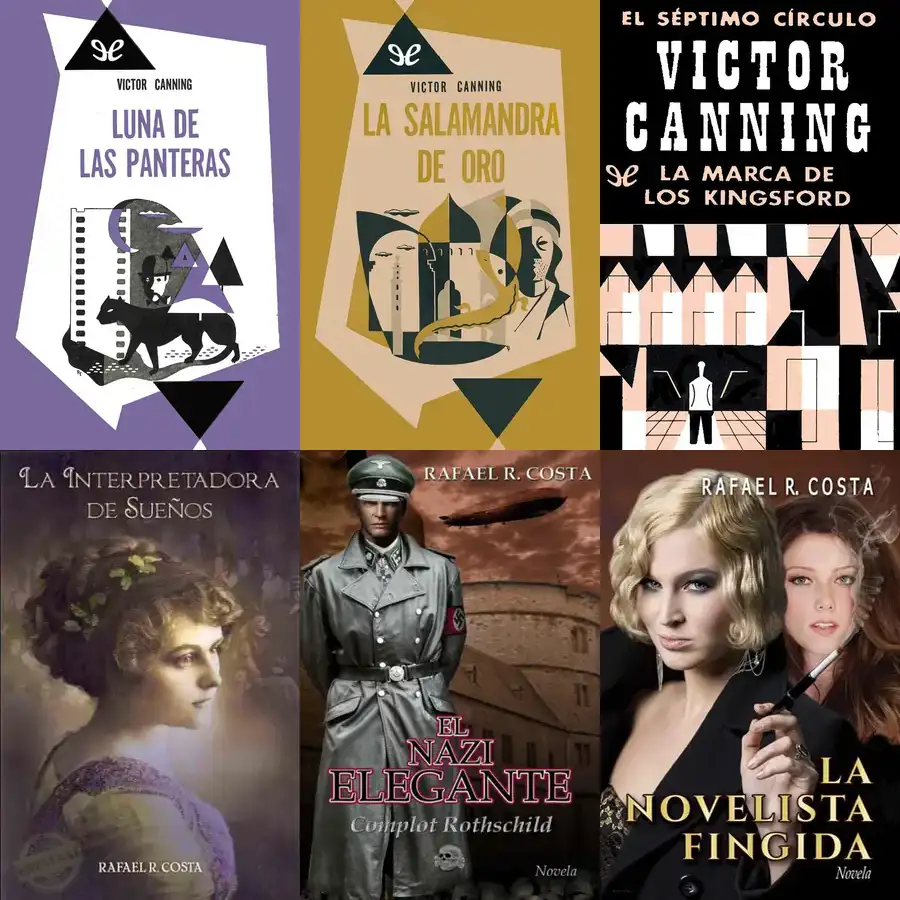 VICTOR CANNING
LUNA DE
LAS PANTERAS
VICTOR CANNING
LA SALAMANDRA
DE ORO
EL SÉPTIMO CÍRCULO
VICTOR
CANNING
LA MARCA DE
LOS KINGSFORD
LA INTERPRETADORA
DE SUEÑOS
RAFAEL R. COSTA
RAFAEL R. COSTA
EL
NAZI
ELEGANTE
Complot Rothschild
Novela
RAFAEL R. COSTA
LA
NOVELISTA
FINGIDA
Novela